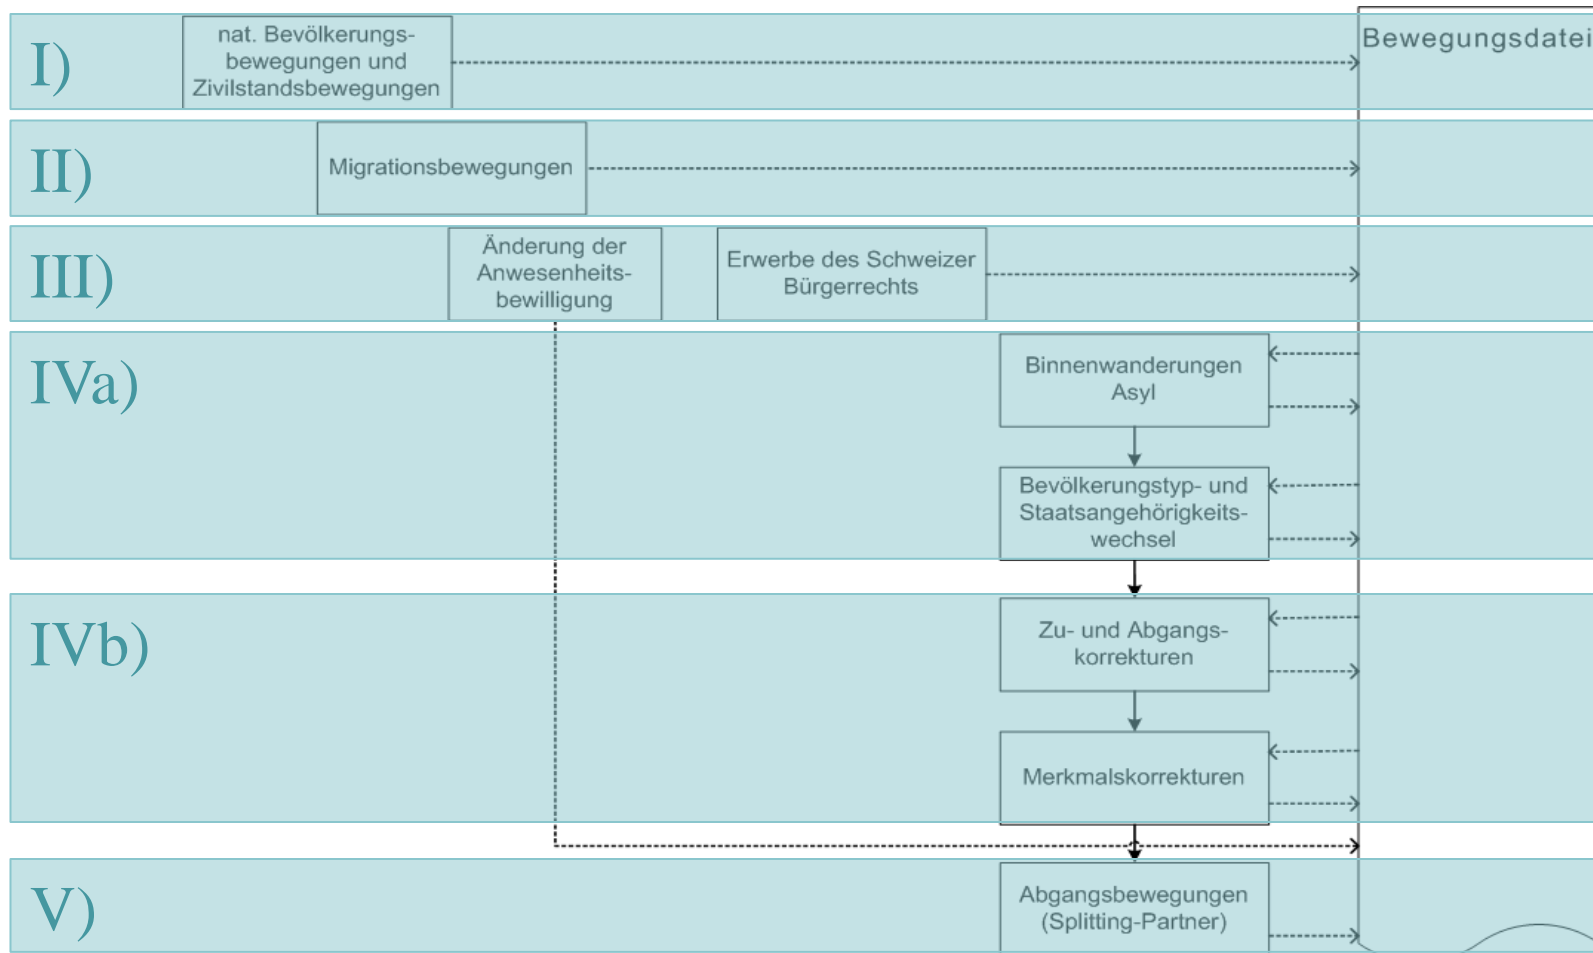 I)
nat. Bevölkerungs-
bewegungen und
Zivilstandsbewegungen
Bewegungsdatei
II)
Migrationsbewegungen
III)
Änderung der
Anwesenheits-
bewilligung
Erwerbe des Schweizer
Bürgerrechts
IVa)
Binnenwanderungen
Asyl
Bevölkerungstyp- und
Staatsangehörigkeits-
wechsel
IVb)
Zu- und Abgangs-
korrekturen
Merkmalskorrekturen
V)
Abgangsbewegungen
(Splitting-Partner)